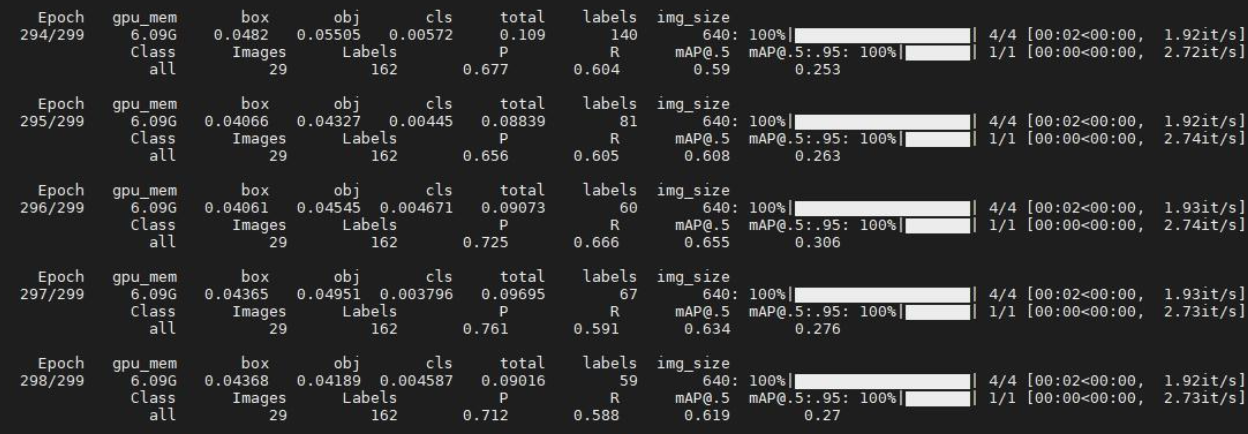 Epoch gpu_mem box obj cls total labels img_size
294/299 6.09G 0.0482 0.05505 0.00572 0.109 140 640: 100%|██████████| 4/4 [00:02<00:00, 1.92it/s]
Class Images Labels P R mAP@.5 mAP@.5:.95: 100%|██████████| 1/1 [00:00<00:00, 2.72it/s]
all 29 162 0.677 0.604 0.59 0.253
Epoch gpu_mem box obj cls total labels img_size
295/299 6.09G 0.04066 0.04327 0.00445 0.08839 81 640: 100%|██████████| 4/4 [00:02<00:00, 1.92it/s]
Class Images Labels P R mAP@.5 mAP@.5:.95: 100%|██████████| 1/1 [00:00<00:00, 2.74it/s]
all 29 162 0.656 0.605 0.608 0.263
Epoch gpu_mem box obj cls total labels img_size
296/299 6.09G 0.04061 0.04545 0.004671 0.09073 60 640: 100%|██████████| 4/4 [00:02<00:00, 1.93it/s]
Class Images Labels P R mAP@.5 mAP@.5:.95: 100%|██████████| 1/1 [00:00<00:00, 2.74it/s]
all 29 162 0.725 0.666 0.655 0.306
Epoch gpu_mem box obj cls total labels img_size
297/299 6.09G 0.04365 0.04951 0.003796 0.09695 67 640: 100%|██████████| 4/4 [00:02<00:00, 1.93it/s]
Class Images Labels P R mAP@.5 mAP@.5:.95: 100%|██████████| 1/1 [00:00<00:00, 2.73it/s]
all 29 162 0.761 0.591 0.634 0.276
Epoch gpu_mem box obj cls total labels img_size
298/299 6.09G 0.04368 0.04189 0.004587 0.09016 59 640: 100%|██████████| 4/4 [00:02<00:00, 1.92it/s]
Class Images Labels P R mAP@.5 mAP@.5:.95: 100%|██████████| 1/1 [00:00<00:00, 2.73it/s]
all 29 162 0.712 0.588 0.619 0.27